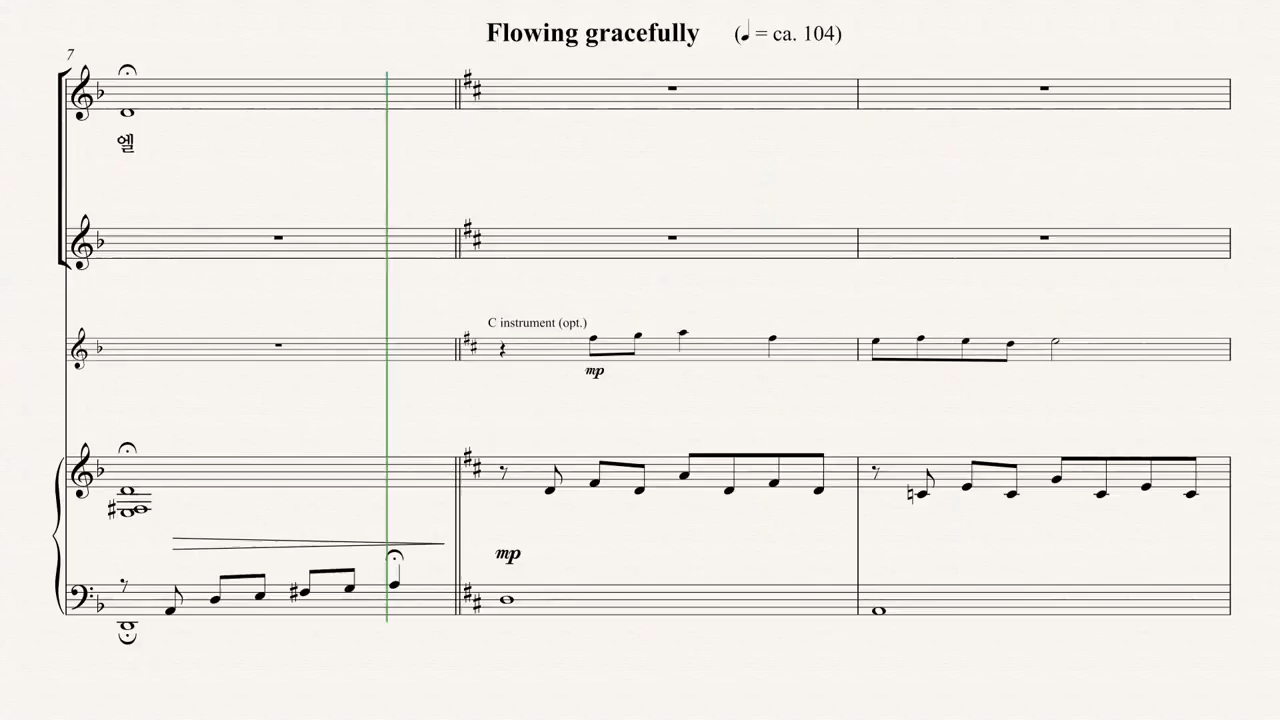 Flowing gracefully (♩ = ca. 104)
7
엘
C instrument (opt.)
mp
mp